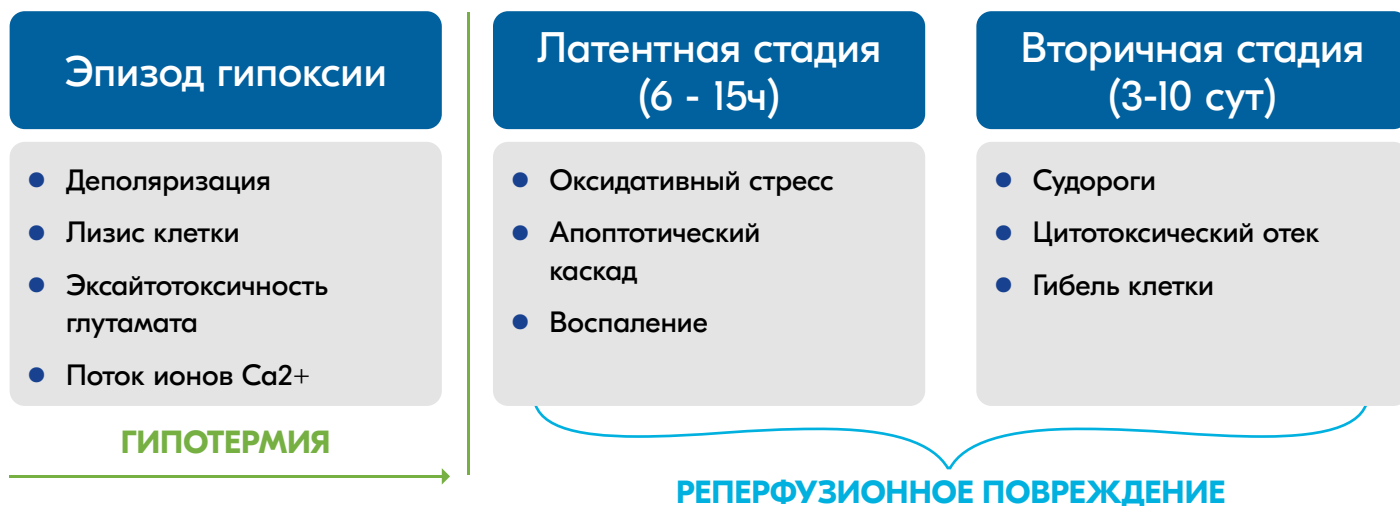 Эпизод гипоксии
Деполяризация
Лизис клетки
Эксайтотоксичность
глутамата
Поток ионов Ca2+
ГИПОТЕРМИЯ
Латентная стадия
(6 - 15ч)
Оксидативный стресс
Апоптотический
каскад
Воспаление
Вторичная стадия
(3-10 сут)
Судороги
Цитотоксический отек
Гибель клетки
РЕПЕРФУЗИОННОЕ ПОВРЕЖДЕНИЕ